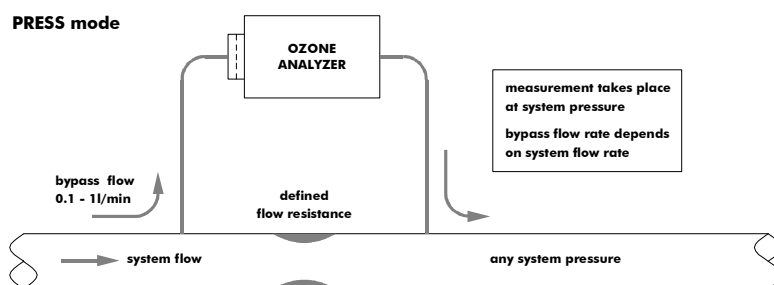 PRESS mode
OZONE
ANALYZER
measurement takes place
at system pressure
bypass flow rate depends
on system flow rate
bypass flow
0.1 - 1l/min
defined
flow resistance
system flow
any system pressure